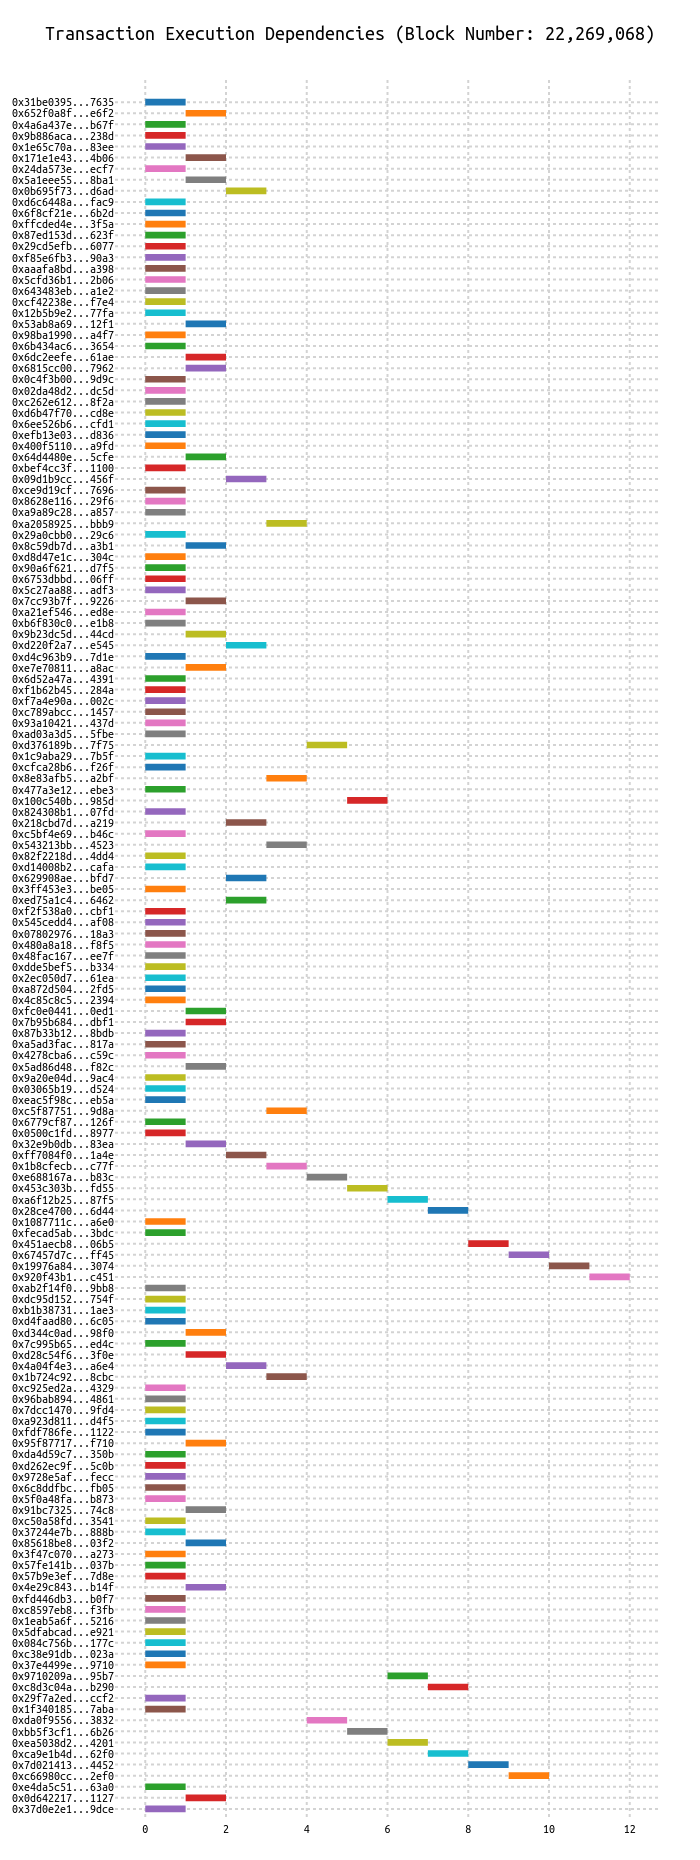 Transaction Execution Dependencies (Block Number: 22,269,068)
0x31be0395...7635
0x652f0a8f...e6f2
0x4a6a437e...b67f
0x9b886aca...238d
0x1e65c70a...83ee
0x171e1e43...4b06
0x24da573e...ecf7
0x5a1eee55...8ba1
0x0b695f73...d6ad
0xd6c6448a...fac9
0x6f8cf21e...6b2d
0xffcded4e...3f5a
0x87ed153d...623f
0x29cd5efb...6077
0xf85e6fb3...90a3
0xaaafa8bd...a398
0x5cfd36b1...2b06
0x643483eb...a1e2
0xcf42238e...f7e4
0x12b5b9e2...77fa
0x53ab8a69...12f1
0x98ba1990...a4f7
0x6b434ac6...3654
0x6dc2eefe...61ae
0x6815cc00...7962
0x0c4f3b00...9d9c
0x02da48d2...dc5d
0xc262e612...8f2a
0xd6b47f70...cd8e
0x6ee526b6...cfd1
0xefb13e03...d836
0x400f5110...a9fd
0x64d4480e...5cfe
0xbef4cc3f...1100
0x09d1b9cc...456f
0xce9d19cf...7696
0x8628e116...29f6
0xa9a89c28...a857
0xa2058925...bbb9
0x29a0cbb0...29c6
0x8c59db7d...a3b1
0xd8d47e1c...304c
0x90a6f621...d7f5
0x6753dbbd...06ff
0x5c27aa88...adf3
0x7cc93b7f...9226
0xa21ef546...ed8e
0xb6f830c0...e1b8
0x9b23dc5d...44cd
0xd220f2a7...e545
0xd4c963b9...7d1e
0xe7e70811...a8ac
0x6d52a47a...4391
0xf1b62b45...284a
0xf7a4e90a...002c
0xc789abcc...1457
0x93a10421...437d
0xad03a3d5...5fbe
0xd376189b...7f75
0x1c9aba29...7b5f
0xcfca28b6...f26f
0x8e83afb5...a2bf
0x477a3e12...ebe3
0x100c540b...985d
0x824308b1...07fd
0x218cbd7d...a219
0xc5bf4e69...b46c
0x543213bb...4523
0x82f2218d...4dd4
0xd14008b2...cafa
0x629908ae...bfd7
0x3ff453e3...be05
0xed75a1c4...6462
0xf2f538a0...cbf1
0x545cedd4...af08
0x07802976...18a3
0x480a8a18...f8f5
0x48fac167...ee7f
0xdde5bef5...b334
0x2ec050d7...61ea
0xa872d504...2fd5
0x4c85c8c5...2394
0xfc0e0441...0ed1
0x7b95b684...dbf1
0x87b33b12...8bdb
0xa5ad3fac...817a
0x4278cba6...c59c
0x5ad86d48...f82c
0x9a20e04d...9ac4
0x03065b19...d524
0xeac5f98c...eb5a
0xc5f87751...9d8a
0x6779cf87...126f
0x0500c1fd...8977
0x32e9b0db...83ea
0xff7084f0...1a4e
0x1b8cfecb...c77f
0xe688167a...b83c
0x453c303b...fd55
0xa6f12b25...87f5
0x28ce4700...6d44
0x1087711c...a6e0
0xfecad5ab...3bdc
0x451aecb8...06b5
0x67457d7c...ff45
0x19976a84...3074
0x920f43b1...c451
0xab2f14f0...9bb8
0xdc95d152...754f
0xb1b38731...1ae3
0xd4faad80...6c05
0xd344c0ad...98f0
0x7c995b65...ed4c
0xd28c54f6...3f0e
0x4a04f4e3...a6e4
0x1b724c92...8cbc
0xc925ed2a...4329
0x96bab894...4861
0x7dcc1470...9fd4
0xa923d811...d4f5
0xfdf786fe...1122
0x95f87717...f710
0xda4d59c7...350b
0xd262ec9f...5c0b
0x9728e5af...fecc
0x6c8ddfbc...fb05
0x5f0a48fa...b873
0x91bc7325...74c8
0xc50a58fd...3541
0x37244e7b...888b
0x85618be8...03f2
0x3f47c070...a273
0x57fe141b...037b
0x57b9e3ef...7d8e
0x4e29c843...b14f
0xfd446db3...b0f7
0xc8597eb8...f3fb
0x1eab5a6f...5216
0x5dfabcad...e921
0x084c756b...177c
0xc38e91db...023a
0x37e4499e...9710
0x9710209a...95b7
0xc8d3c04a...b290
0x29f7a2ed...ccf2
0x1f340185...7aba
0xda0f9556...3832
0xbb5f3cf1...6b26
0xea5038d2...4201
0xca9e1b4d...62f0
0x7d021413...4452
0xc66980cc...2ef0
0xe4da5c51...63a0
0x0d642217...1127
0x37d0e2e1...9dce
0 2 4 6 8 10 12